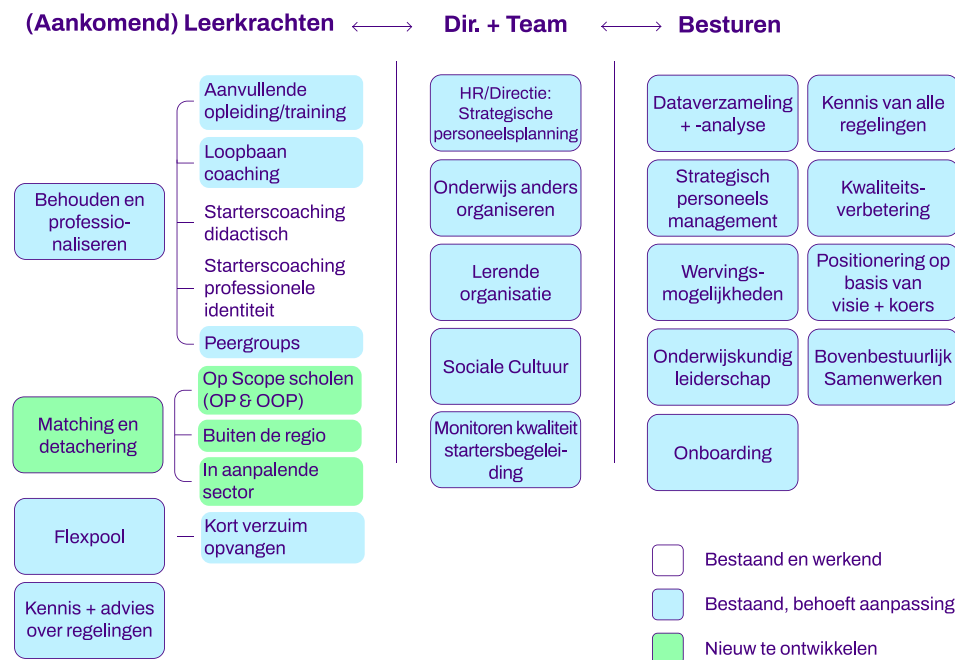 (Aankomend) Leerkrachten
Dir. + Team
Besturen
Behouden en
professio-
naliseren
Aanvullende
opleiding/training
Loopbaan
coaching
Starterscoaching
didactisch
Starterscoaching
professionele
identiteit
Peergroups
Matching en
detachering
Op Scope scholen
(OP & OOP)
Buiten de regio
In aanpalende
sector
Flexpool
Kort verzuim
opvangen
Kennis + advies
over regelingen
HR/Directie:
Strategische
personeelsplanning
Onderwijs anders
organiseren
Lerende
organisatie
Sociale Cultuur
Monitoren kwaliteit
startersbegelei-
ding
Dataverzameling
+ -analyse
Kennis van alle
regelingen
Strategisch
personeels
management
Kwaliteits-
verbetering
Wervings-
mogelijkheden
Positionering op
basis van
visie + koers
Onderwijskundig
leiderschap
Bovenbestuurlijk
Samenwerken
Onboarding
Bestaand en werkend
Bestaand, behoeft aanpassing
Nieuw te ontwikkelen